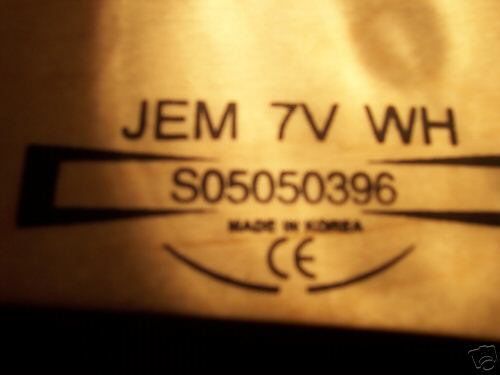 JEM 7V WH
S05050396
MADE IN KOREA
CE